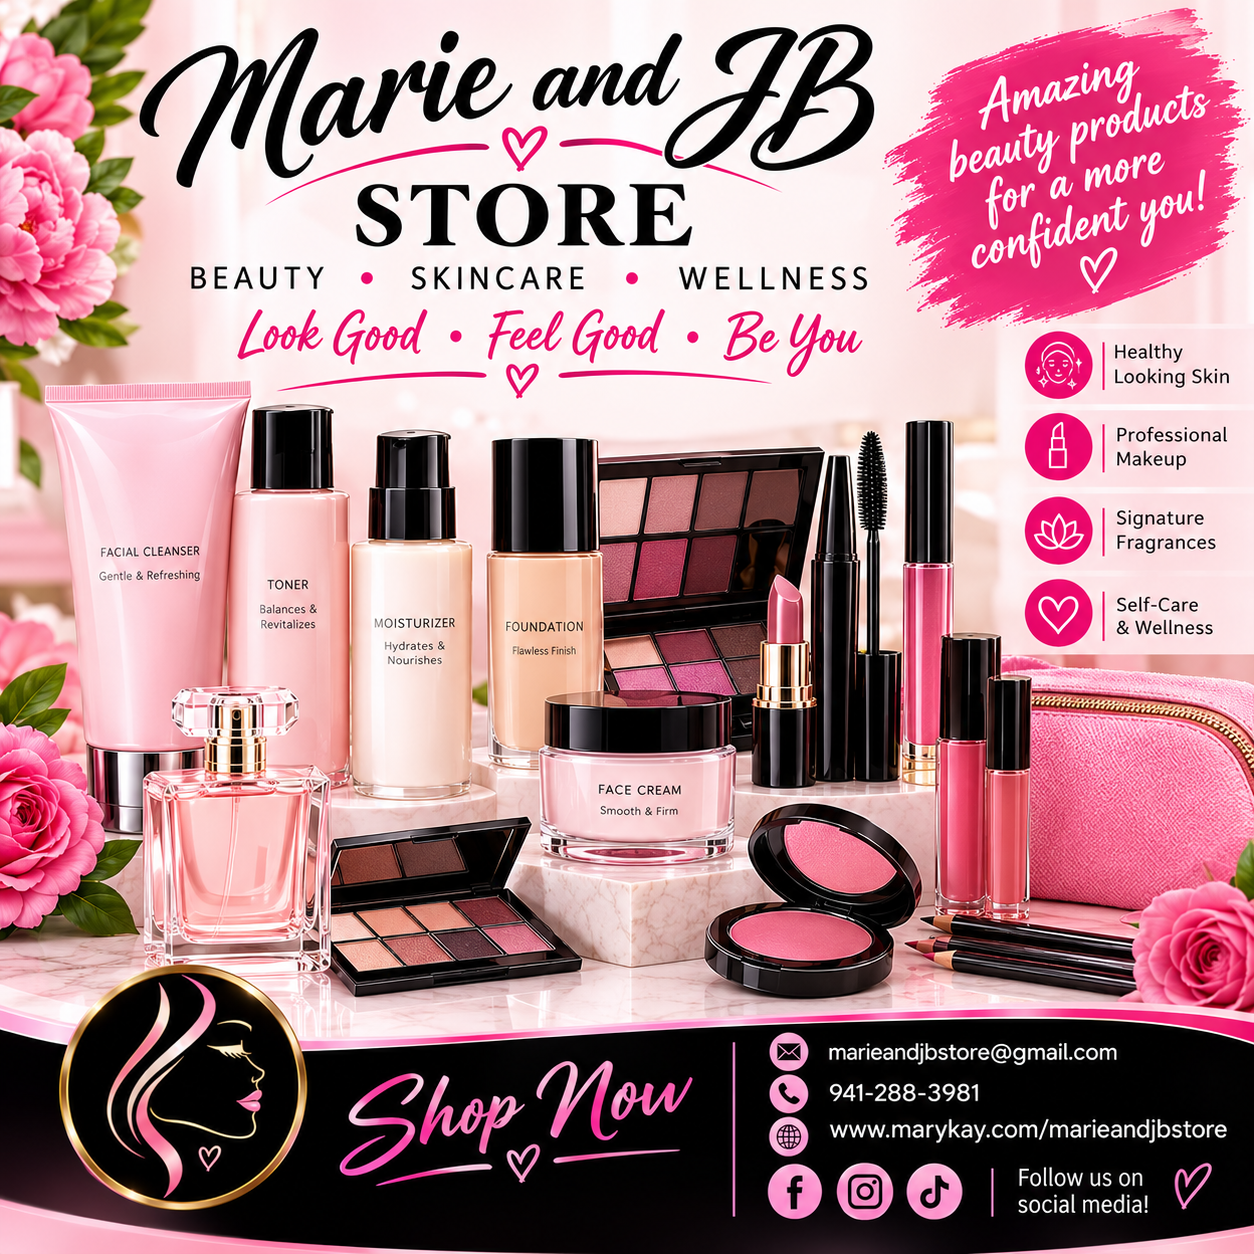 Marie and JB
STORE
BEAUTY • SKINCARE • WELLNESS
Look Good • Feel Good • Be You
Amazing
beauty products
for a more
confident you!
Healthy
Looking Skin
Professional
Makeup
Signature
Fragrances
Self-Care
& Wellness
FACIAL CLEANSER
Gentle & Refreshing
TONER
Balances &
Revitalizes
MOISTURIZER
Hydrates &
Nourishes
FOUNDATION
Flawless Finish
FACE CREAM
Smooth & Firm
Shop Now
marieandjbstore@gmail.com
941-288-3981
www.marykay.com/marieandjbstore
Follow us on
social media!